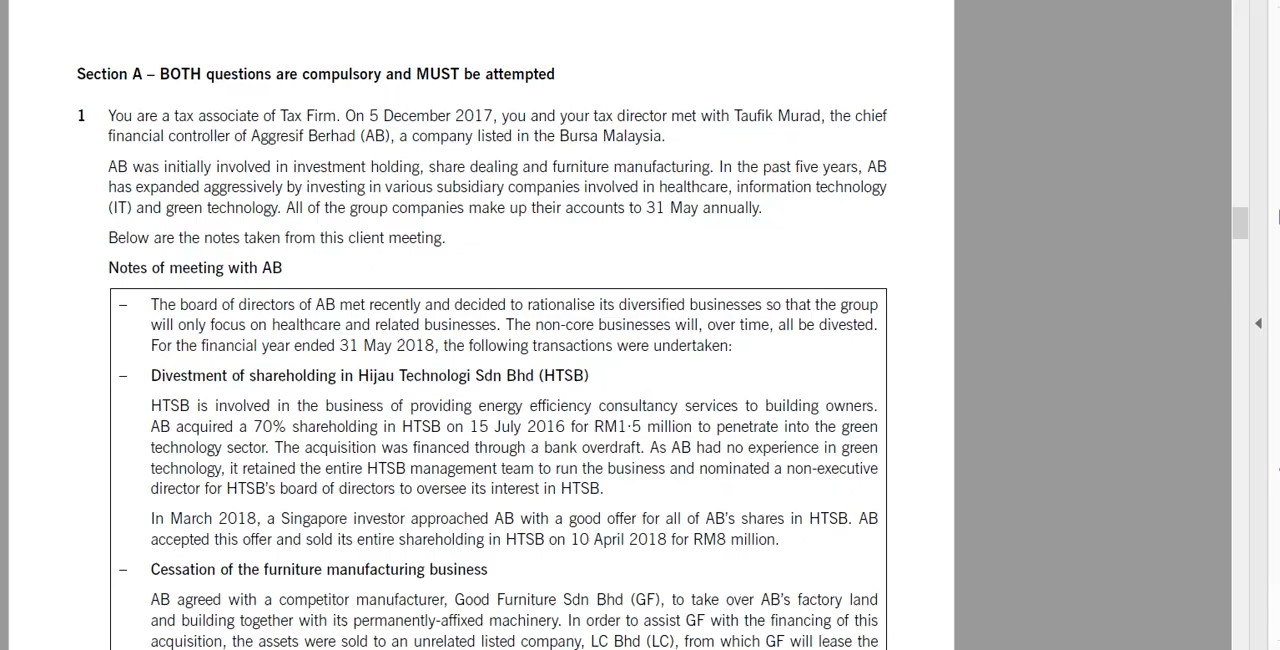 Section A – BOTH questions are compulsory and MUST be attempted
1 You are a tax associate of Tax Firm. On 5 December 2017, you and your tax director met with Taufik Murad, the chief
financial controller of Aggresif Berhad (AB), a company listed in the Bursa Malaysia.
AB was initially involved in investment holding, share dealing and furniture manufacturing. In the past five years, AB
has expanded aggressively by investing in various subsidiary companies involved in healthcare, information technology
(IT) and green technology. All of the group companies make up their accounts to 31 May annually.
Below are the notes taken from this client meeting.
Notes of meeting with AB
– The board of directors of AB met recently and decided to rationalise its diversified businesses so that the group
will only focus on healthcare and related businesses. The non-core businesses will, over time, all be divested.
For the financial year ended 31 May 2018, the following transactions were undertaken:
– Divestment of shareholding in Hijau Technologi Sdn Bhd (HTSB)
HTSB is involved in the business of providing energy efficiency consultancy services to building owners.
AB acquired a 70% shareholding in HTSB on 15 July 2016 for RM1·5 million to penetrate into the green
technology sector. The acquisition was financed through a bank overdraft. As AB had no experience in green
technology, it retained the entire HTSB management team to run the business and nominated a non-executive
director for HTSB's board of directors to oversee its interest in HTSB.
In March 2018, a Singapore investor approached AB with a good offer for all of AB's shares in HTSB. AB
accepted this offer and sold its entire shareholding in HTSB on 10 April 2018 for RM8 million.
– Cessation of the furniture manufacturing business
AB agreed with a competitor manufacturer, Good Furniture Sdn Bhd (GF), to take over AB's factory land
and building together with its permanently-affixed machinery. In order to assist GF with the financing of this
acquisition, the assets were sold to an unrelated listed company, LC Bhd (LC), from which GF will lease the